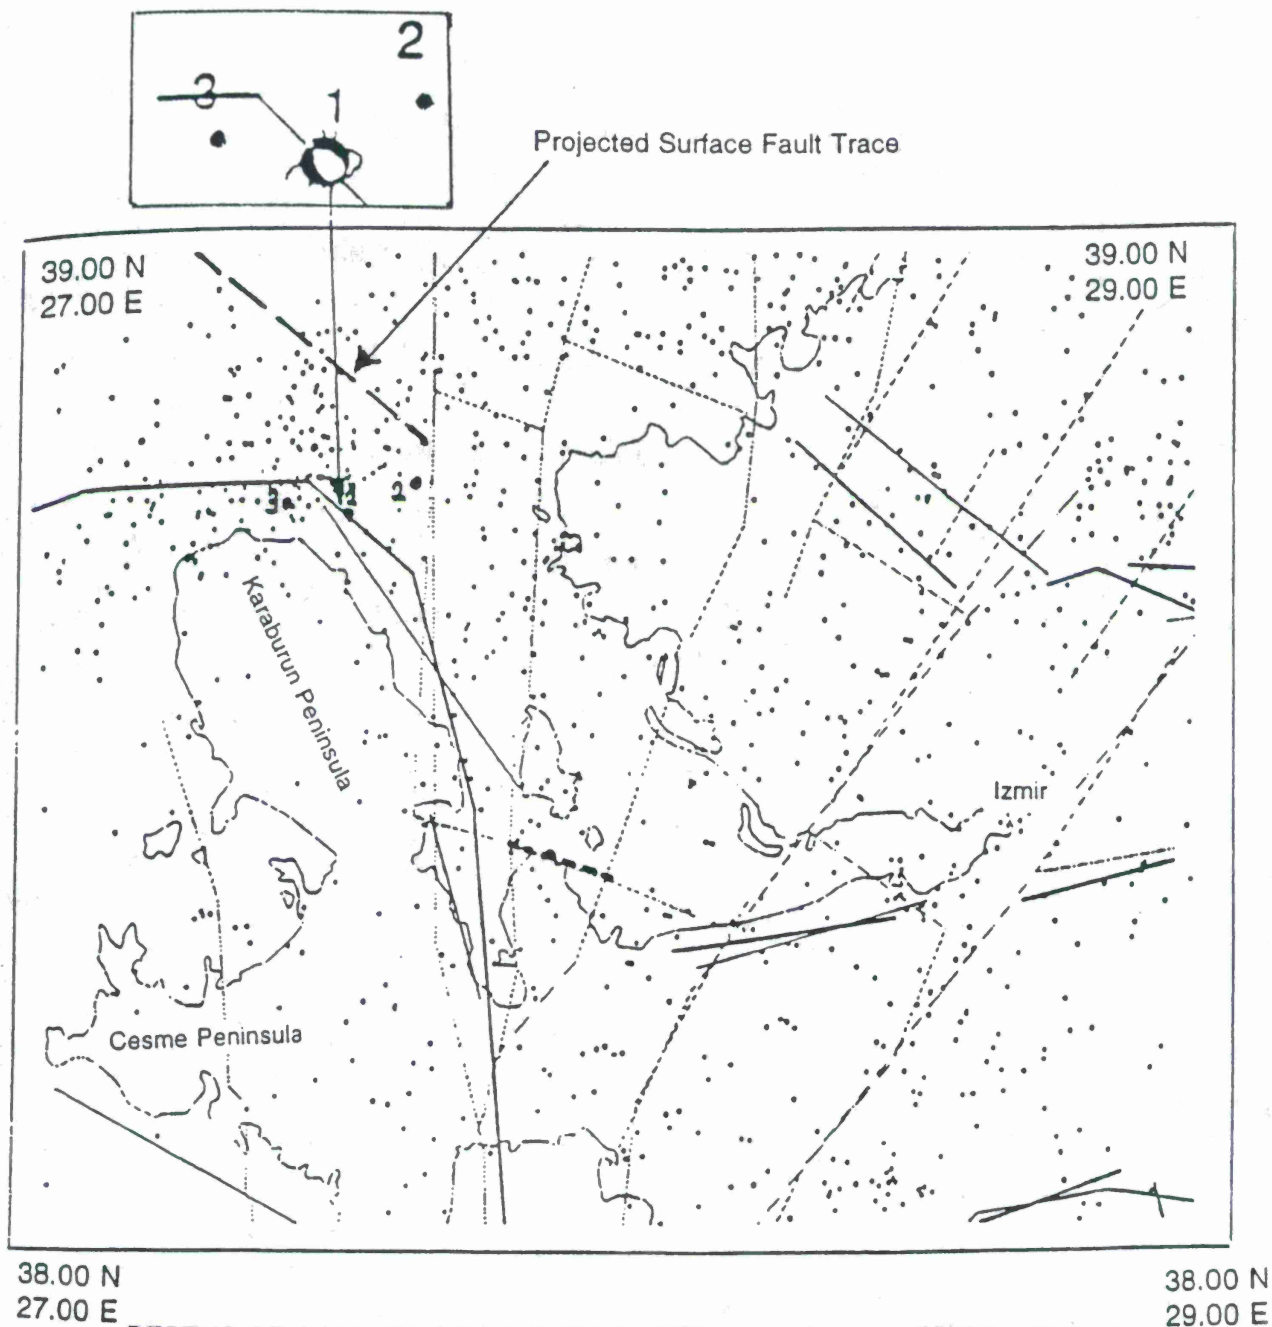 2
3
1
Projected Surface Fault Trace
39.00 N
27.00 E
39.00 N
29.00 E
3
1
2
Karaburun Peninsula
Izmir
Cesme Peninsula
38.00 N
27.00 E
38.00 N
29.00 E